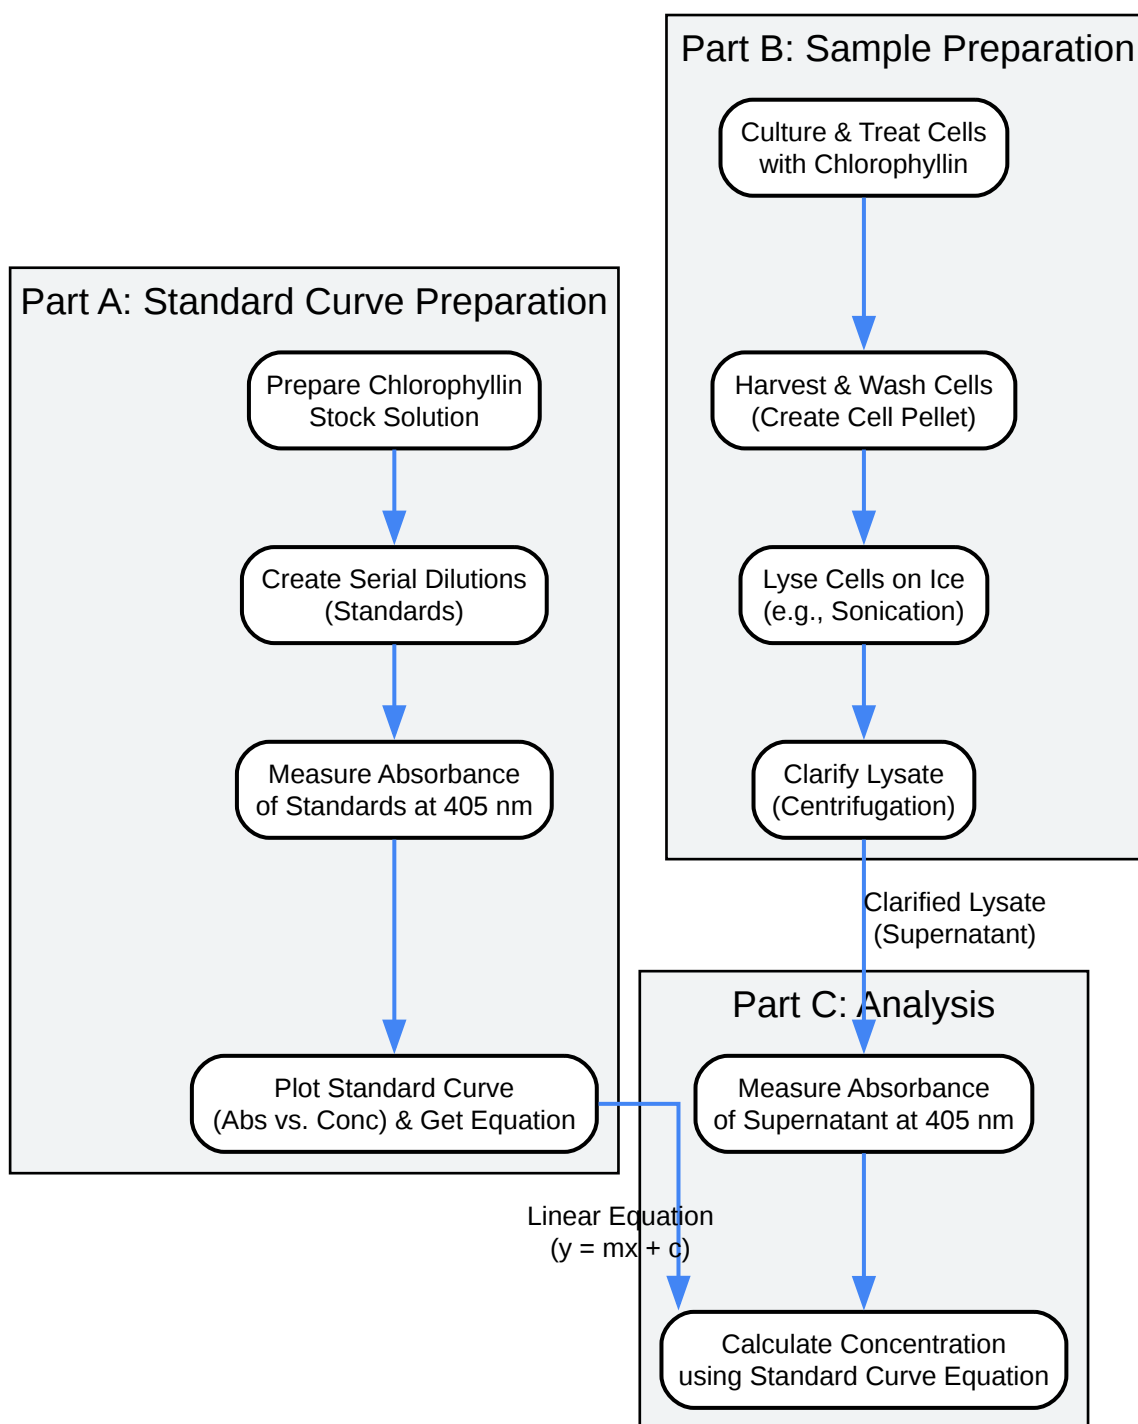 Part B: Sample Preparation
Culture & Treat Cells
with Chlorophyllin
Harvest & Wash Cells
(Create Cell Pellet)
Lyse Cells on Ice
(e.g., Sonication)
Clarify Lysate
(Centrifugation)
Clarified Lysate
(Supernatant)
Part A: Standard Curve Preparation
Prepare Chlorophyllin
Stock Solution
Create Serial Dilutions
(Standards)
Measure Absorbance
of Standards at 405 nm
Plot Standard Curve
(Abs vs. Conc) & Get Equation
Linear Equation
(y = mx + c)
Part C: Analysis
Measure Absorbance
of Supernatant at 405 nm
Calculate Concentration
using Standard Curve Equation